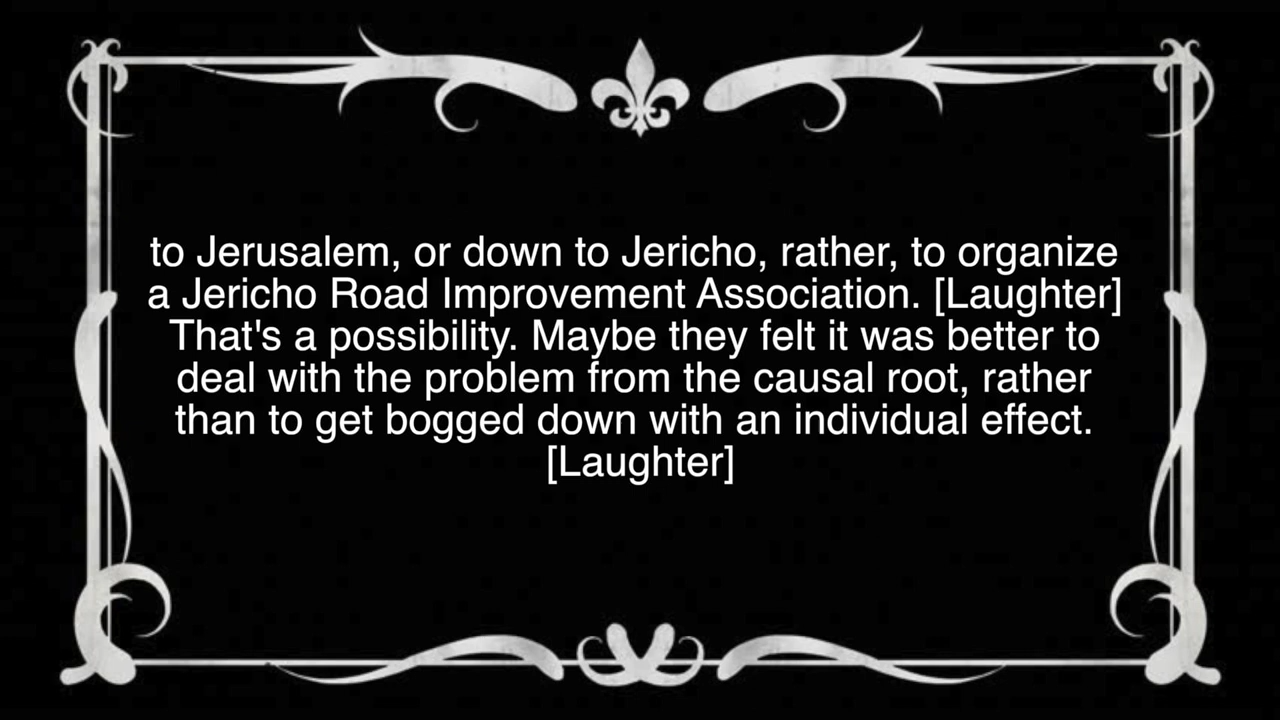 to Jerusalem, or down to Jericho, rather, to organize
a Jericho Road Improvement Association. [Laughter]
That's a possibility. Maybe they felt it was better to
deal with the problem from the causal root, rather
than to get bogged down with an individual effect.
[Laughter]